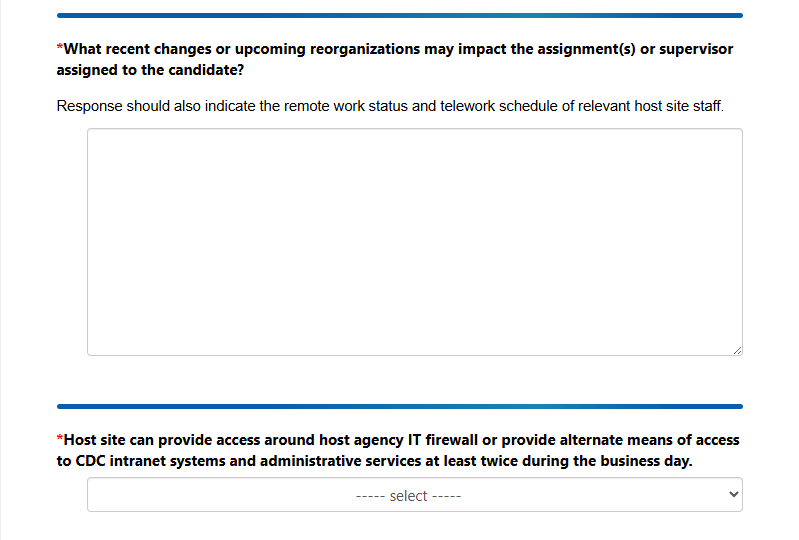 *What recent changes or upcoming reorganizations may impact the assignment(s) or supervisor
assigned to the candidate?
Response should also indicate the remote work status and telework schedule of relevant host site staff.
*Host site can provide access around host agency IT firewall or provide alternate means of access
to CDC intranet systems and administrative services at least twice during the business day.
----- select -----